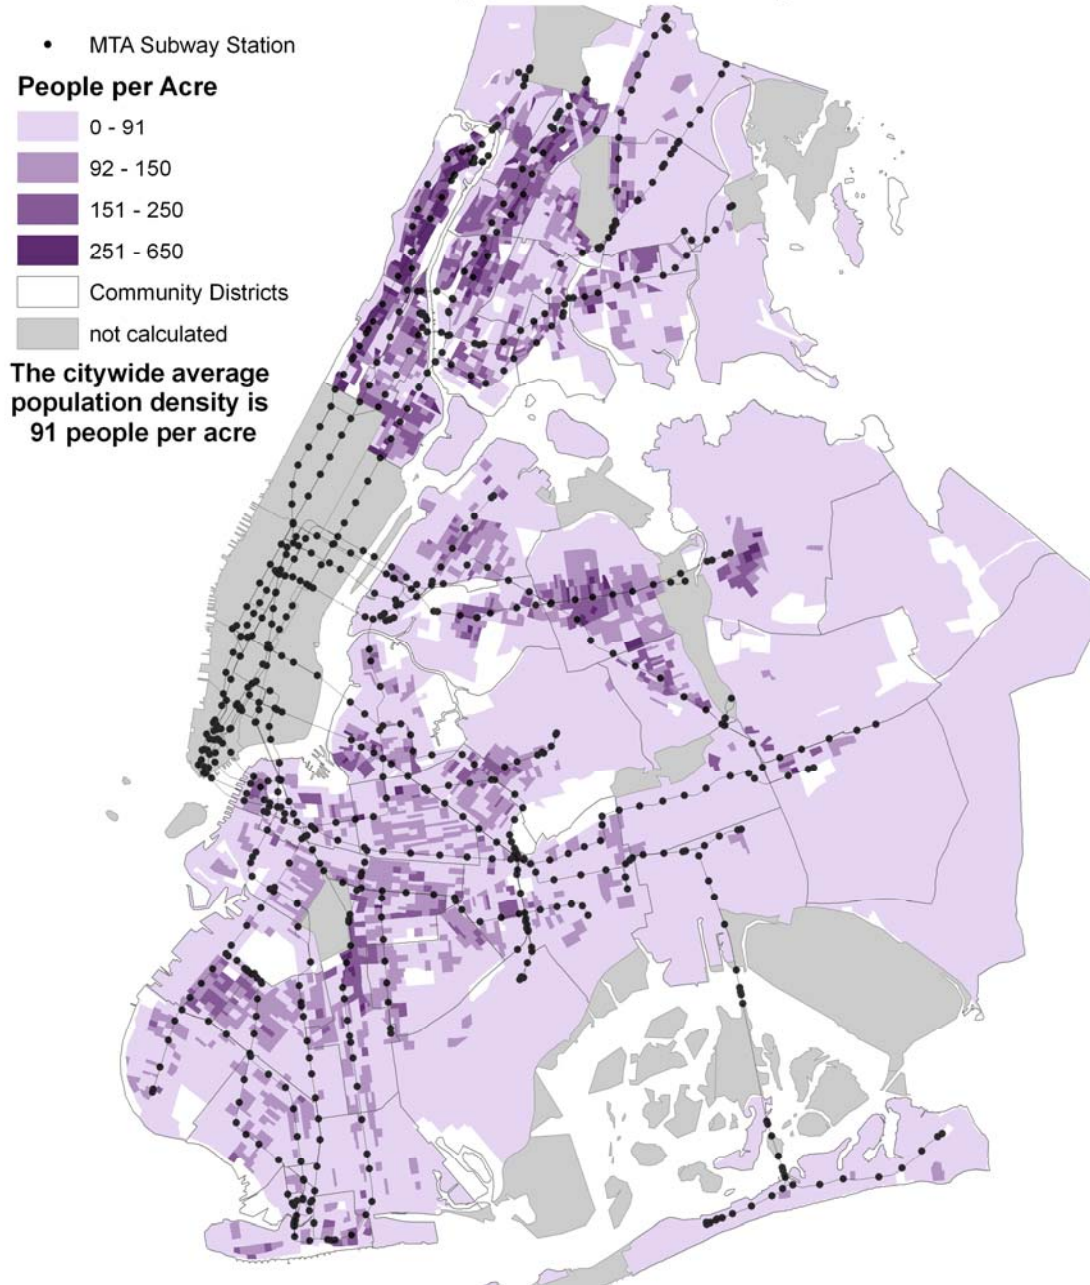 MTA Subway Station
People per Acre
0 - 91
92 - 150
151 - 250
251 - 650
Community Districts
not calculated
The citywide average
population density is
91 people per acre